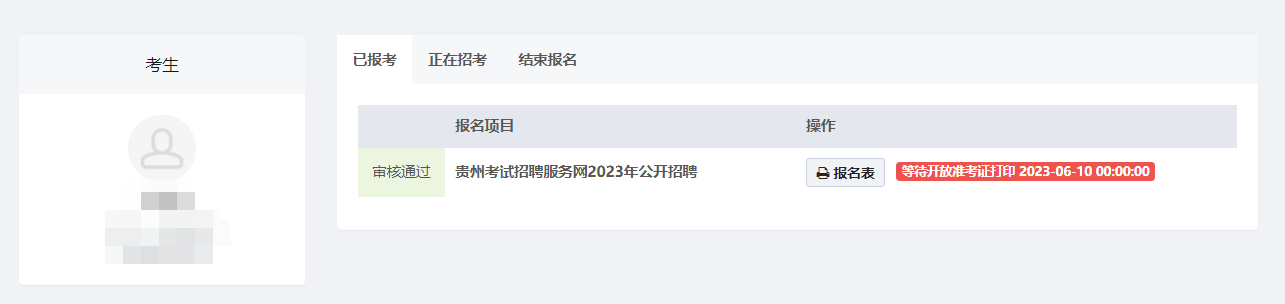 考生
已报考 正在招考 结束报名
报名项目 操作
审核通过 贵州考试招聘服务网2023年公开招聘 报名表 等待开放准考证打印 2023-06-10 00:00:00